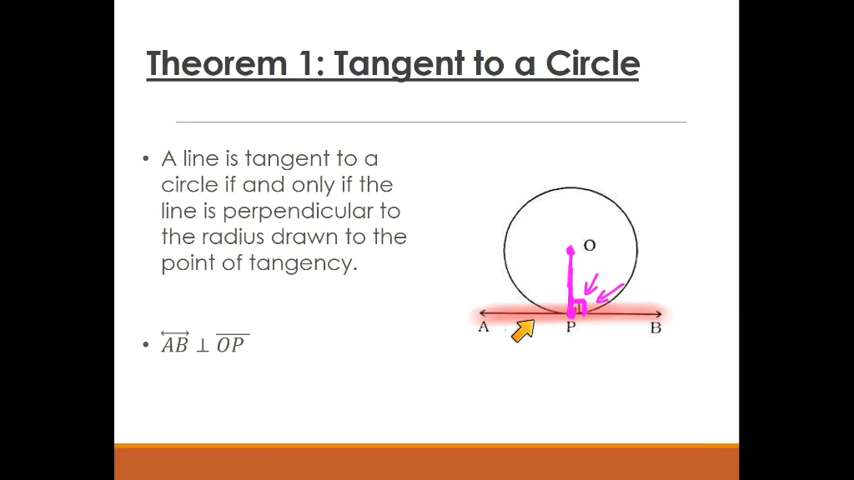 Theorem 1: Tangent to a Circle
• A line is tangent to a
circle if and only if the
line is perpendicular to
the radius drawn to the
point of tangency.
• AB ⊥ OP
O
A P B